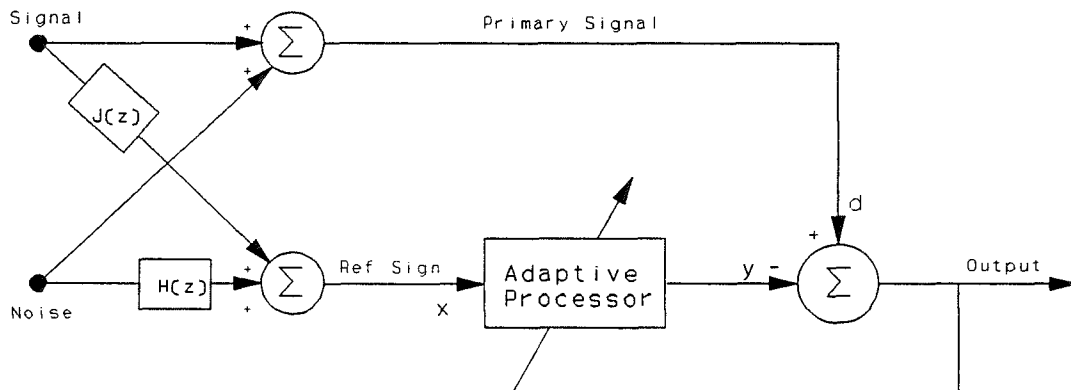 Signal
+
Σ
+
Primary Signal
J(z)
d
+
Noise
H(z)
+
+
Σ
Ref Sign
x
Adaptive
Processor
y -
Σ
Output